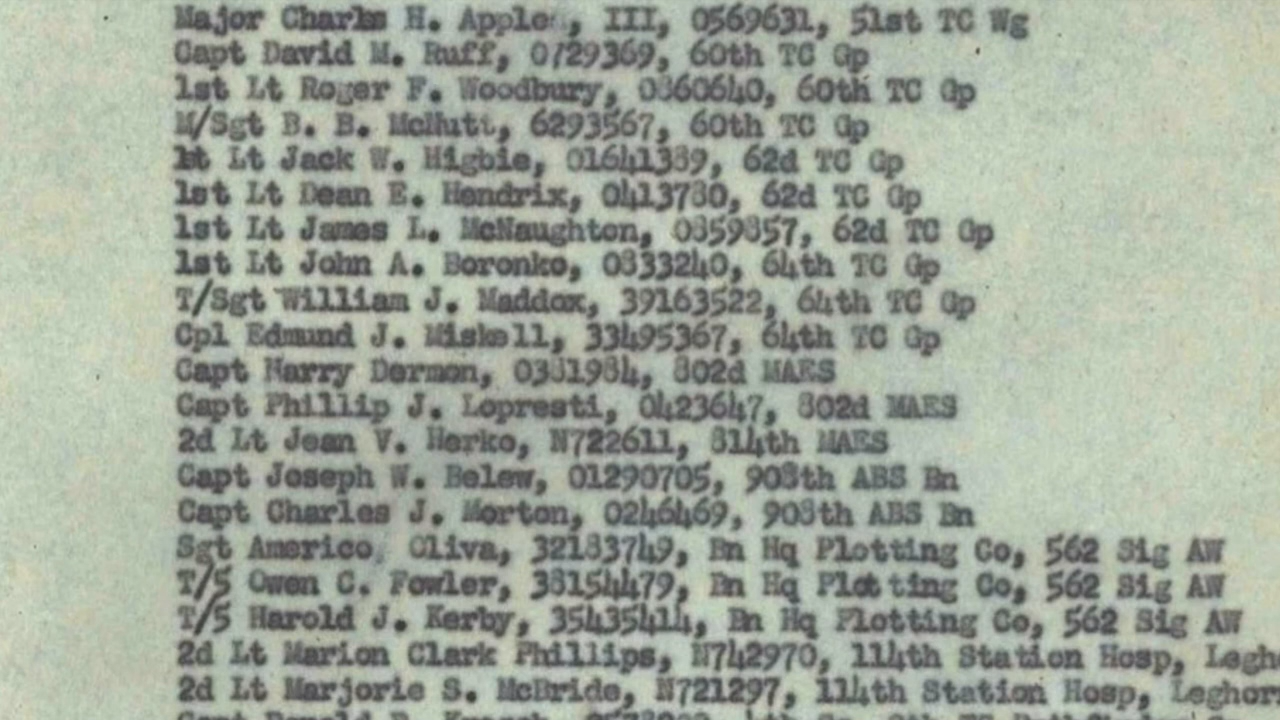 Major Charls H. Apple, III, 0569631, 51st TC Wg
Capt David M. Ruff, 0729369, 60th TC Gp
1st Lt Roger F. Woodbury, 0860640, 60th TC Gp
M/Sgt B. B. McNutt, 6293567, 60th TC Gp
1st Lt Jack W. Higbie, 01641389, 62d TC Gp
1st Lt Dean E. Hendrix, 0413780, 62d TC Gp
1st Lt James L. McNaughton, 0859857, 62d TC Gp
1st Lt John A. Boronko, 0833240, 64th TC Gp
T/Sgt William J. Maddox, 39163522, 64th TC Gp
Cpl Edmund J. Miskell, 33495367, 64th TC Gp
Capt Harry Dermon, 0381984, 802d MAES
Capt Phillip J. Lopresti, 0423647, 802d MAES
2d Lt Jean V. Herko, N722611, 814th MAES
Capt Joseph W. Belew, 01290705, 908th ABS Bn
Capt Charles J. Morton, 0246469, 908th ABS Bn
Sgt Americo Oliva, 32183749, Bn Hq Plotting Co, 562 Sig AW
T/5 Owen C. Fowler, 38154479, Bn Hq Plotting Co, 562 Sig AW
T/5 Harold J. Kerby, 35435414, Bn Hq Plotting Co, 562 Sig AW
2d Lt Marion Clark Phillips, N742970, 114th Station Hosp, Legh
2d Lt Marjorie S. McBride, N721297, 114th Station Hosp, Leghor